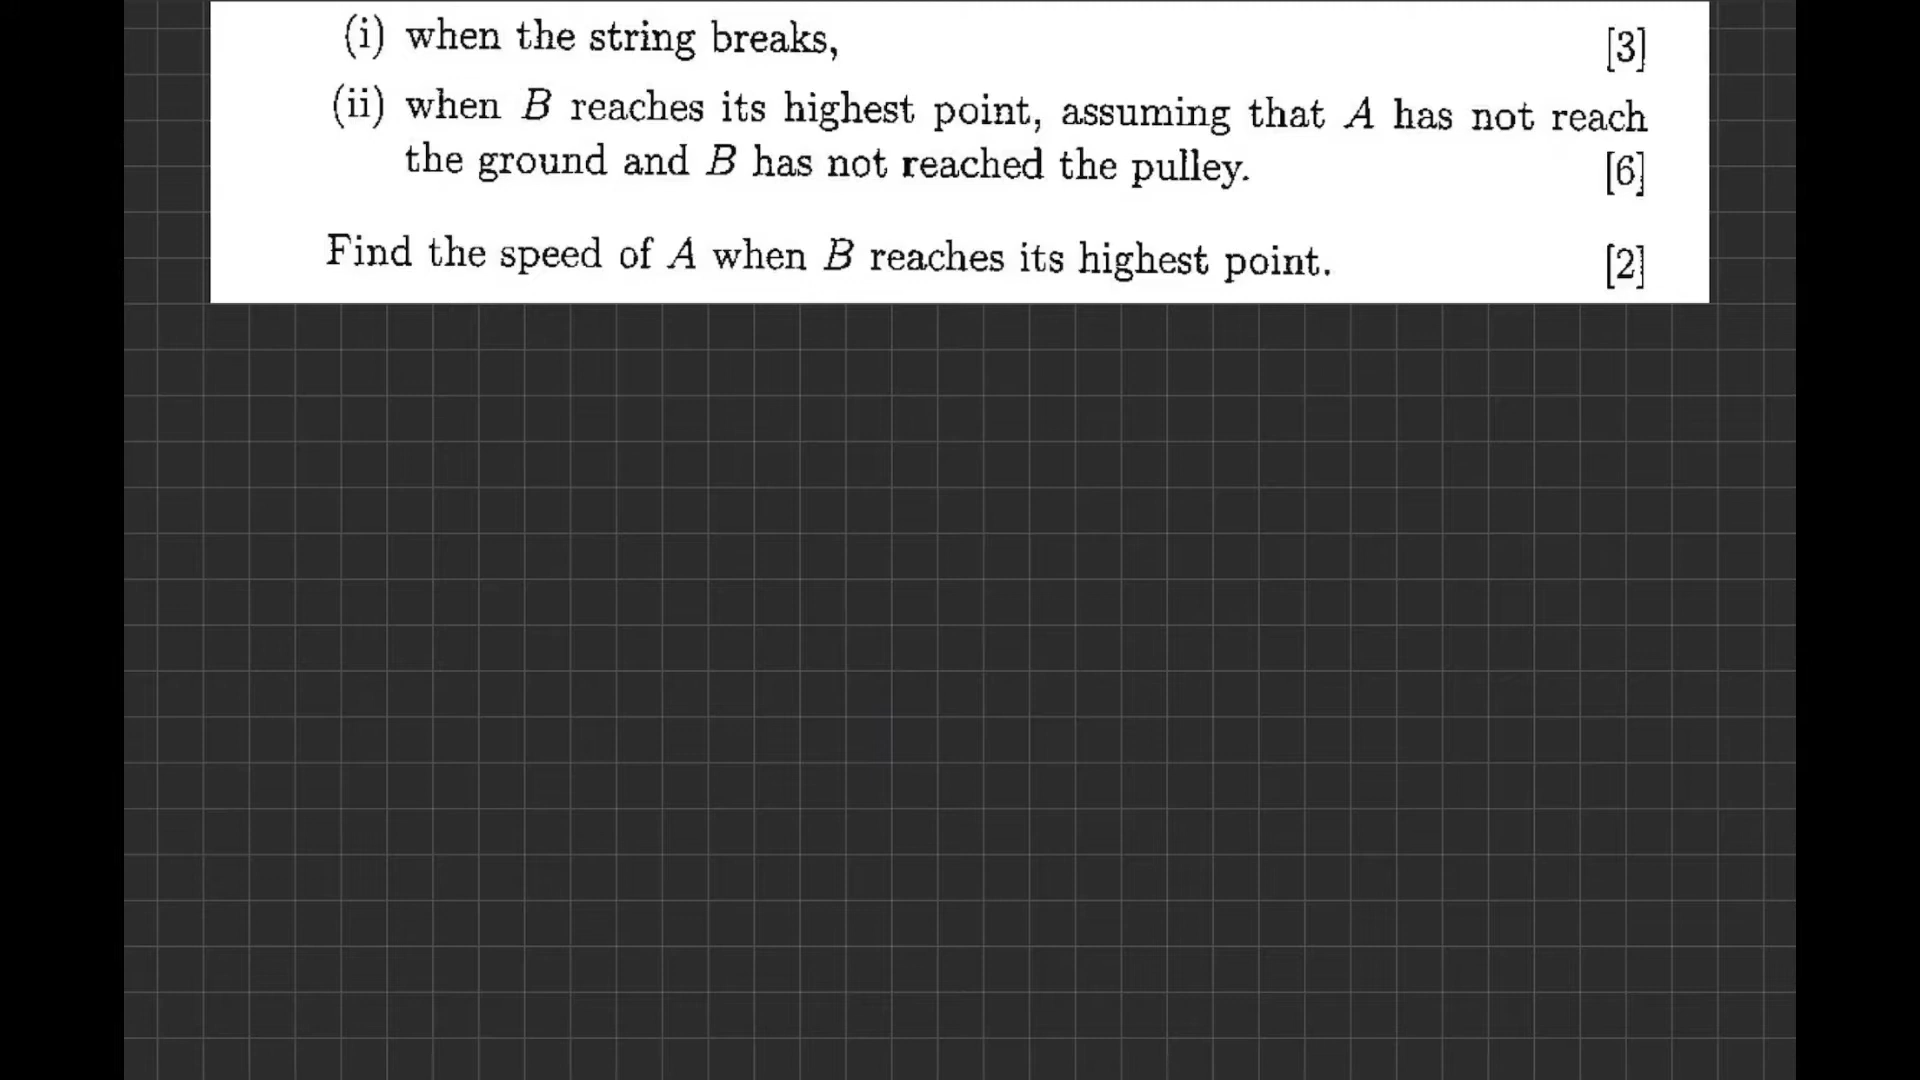 (i) when the string breaks, [3]
(ii) when B reaches its highest point, assuming that A has not reach
the ground and B has not reached the pulley. [6]
Find the speed of A when B reaches its highest point. [2]